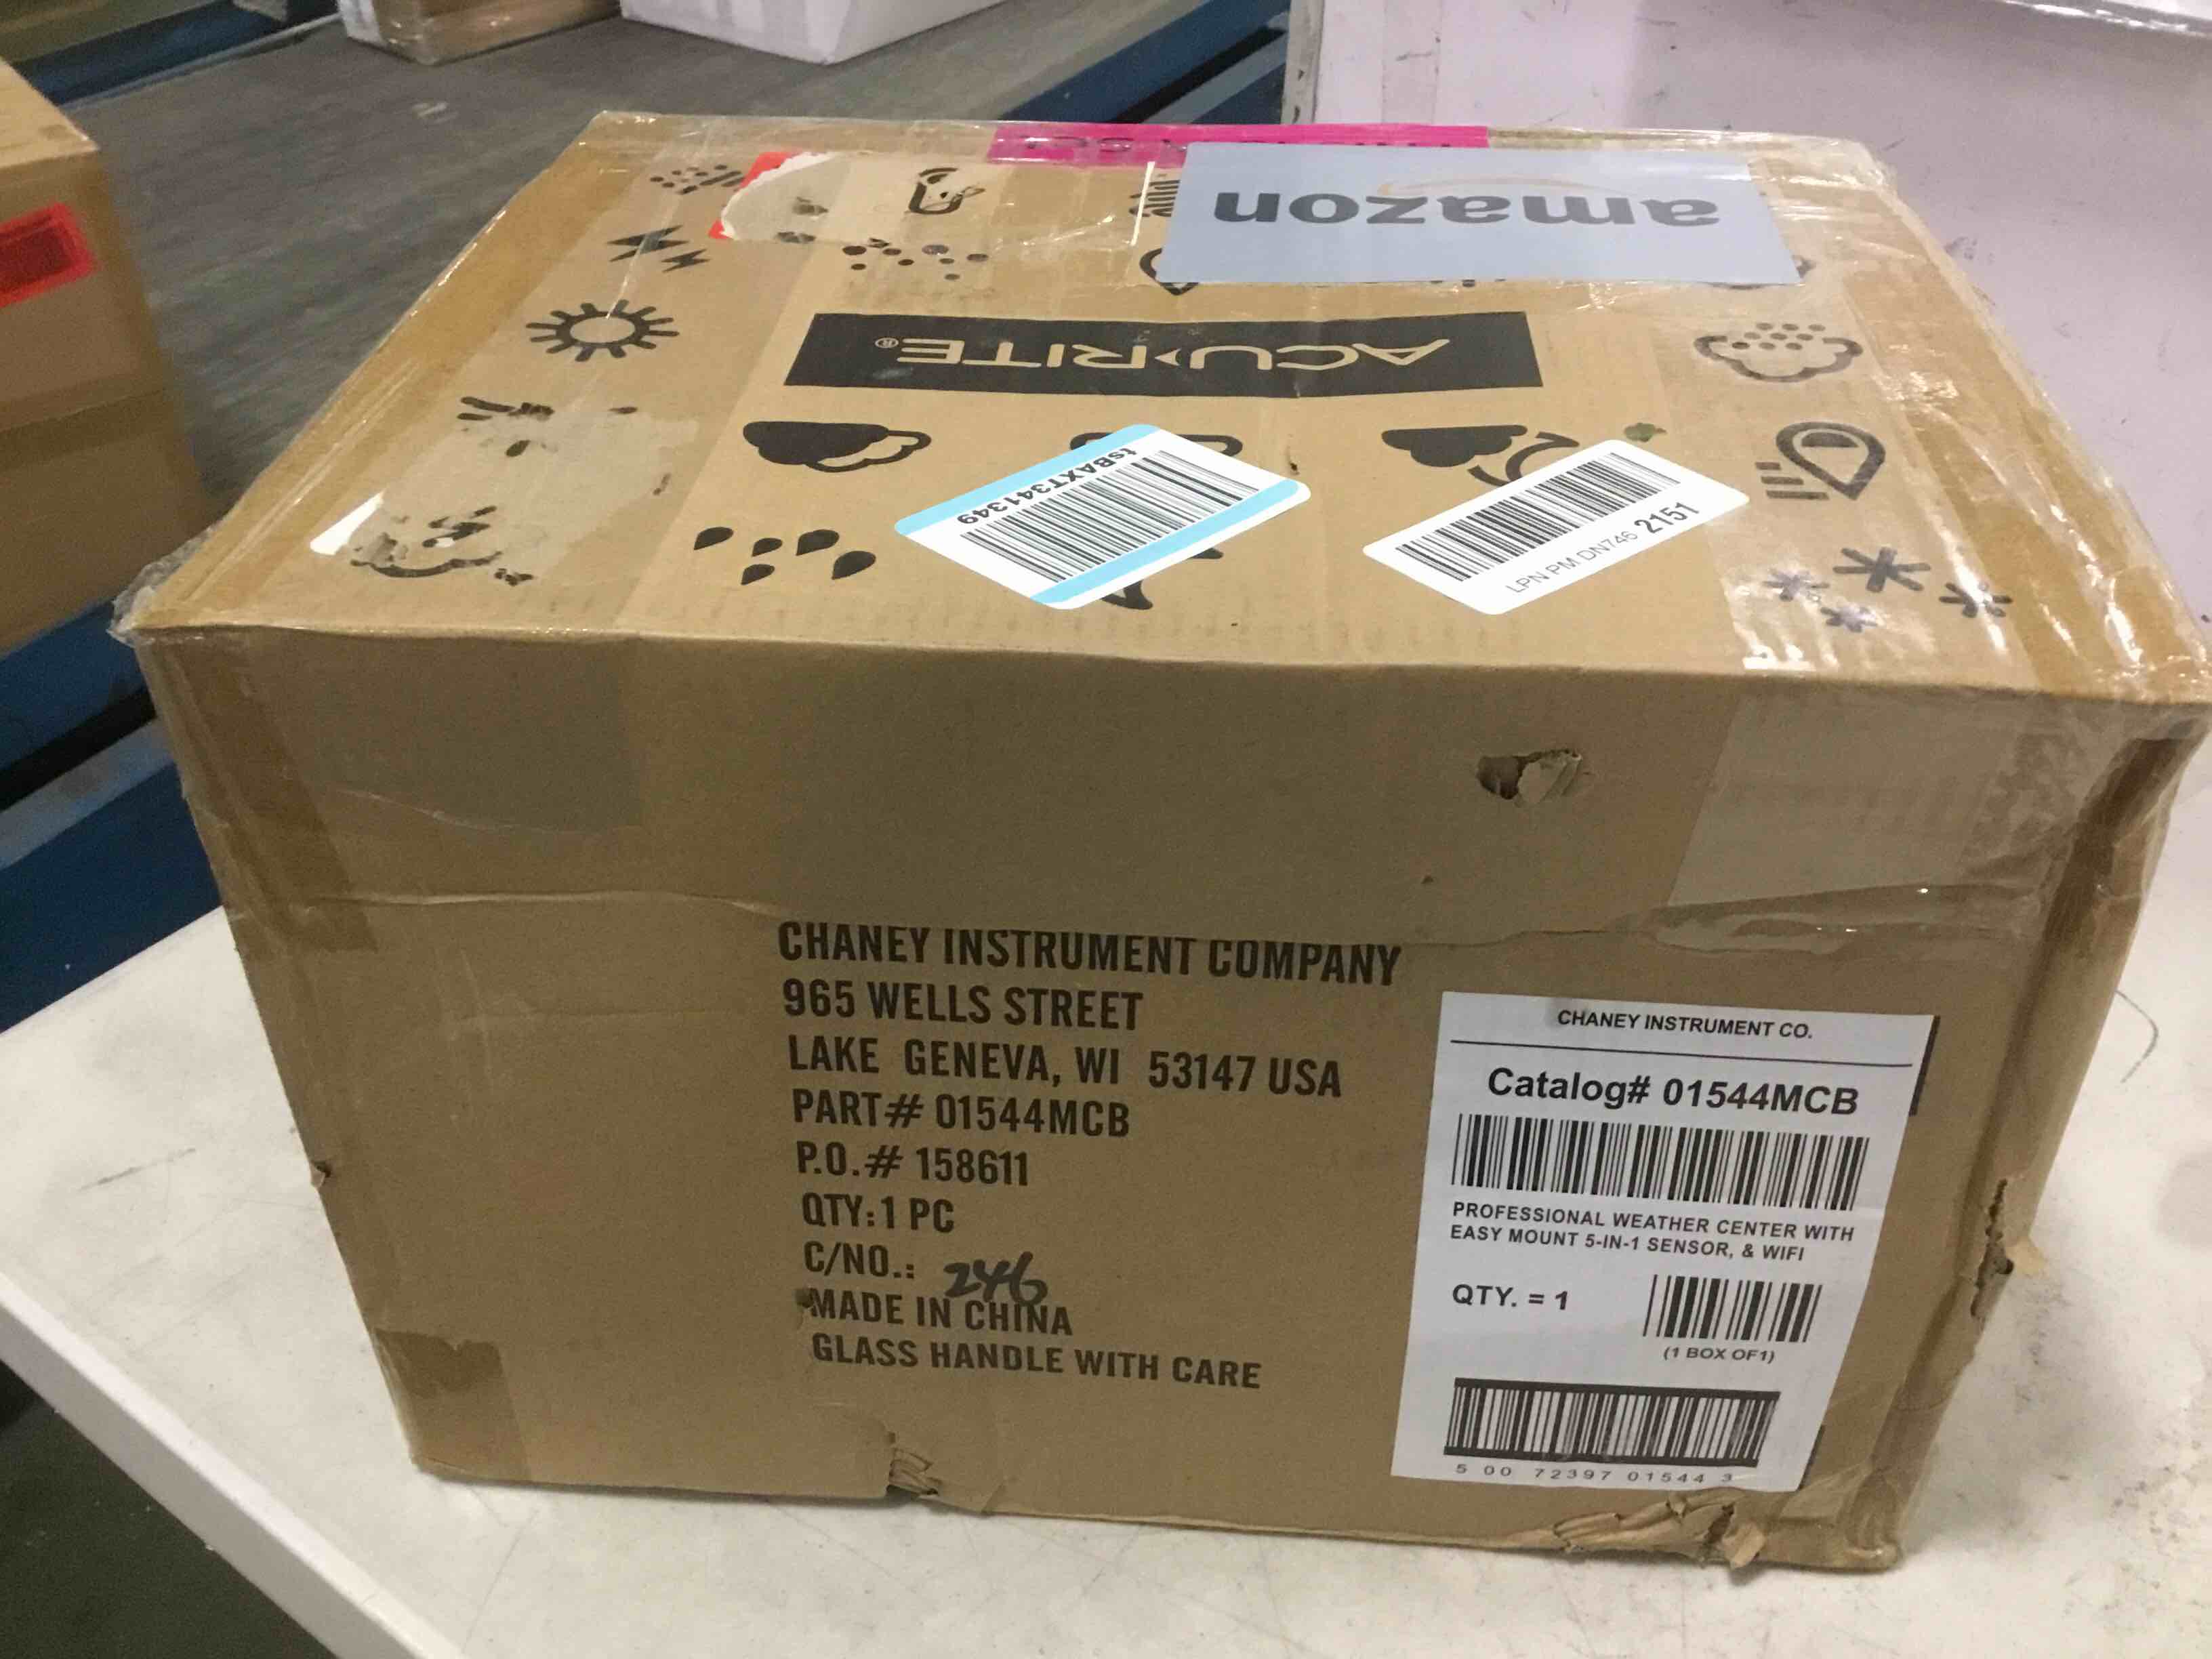 amazon
ACU›RITE®
tsBAXT341349
LPN PM DN746 2151
CHANEY INSTRUMENT COMPANY
965 WELLS STREET
LAKE GENEVA, WI 53147 USA
PART# 01544MCB
P.O.# 158611
QTY:1 PC
C/NO.: 246
MADE IN CHINA
GLASS HANDLE WITH CARE
CHANEY INSTRUMENT CO.
Catalog# 01544MCB
PROFESSIONAL WEATHER CENTER WITH
EASY MOUNT 5-IN-1 SENSOR, & WIFI
QTY. = 1
(1 BOX OF1)
5 00 72397 01544 3